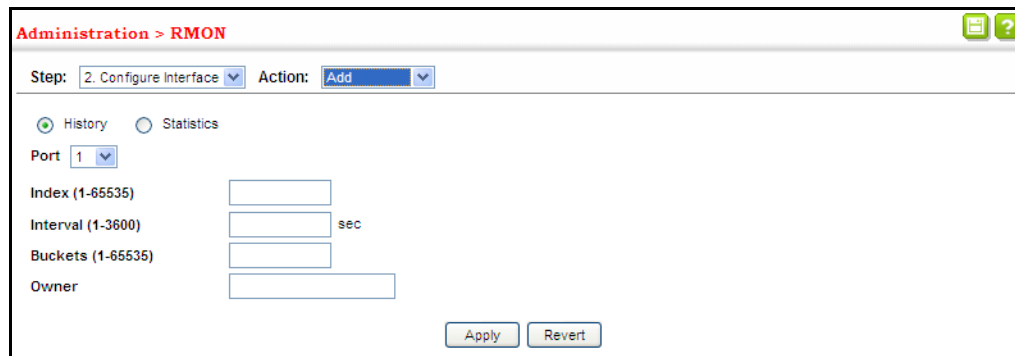 Administration > RMON
?
Step: 2. Configure Interface Action: Add
History Statistics
Port 1
Index (1-65535)
Interval (1-3600) sec
Buckets (1-65535)
Owner
Apply Revert